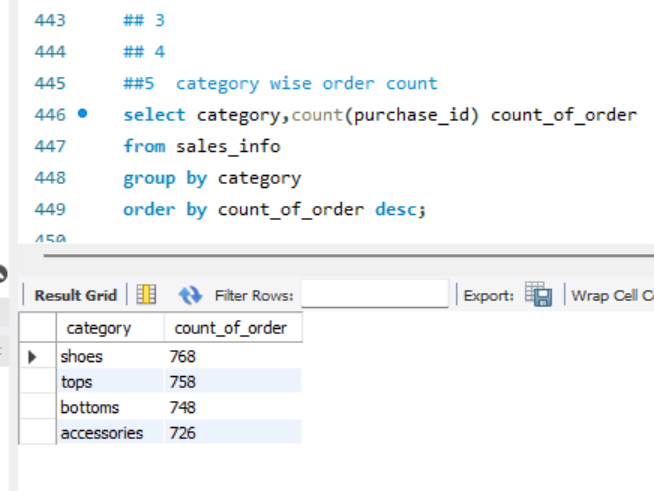 443 ## 3
444 ## 4
445 ##5 category wise order count
446 select category,count(purchase_id) count_of_order
447 from sales_info
448 group by category
449 order by count_of_order desc;
450
Result Grid Filter Rows: Export: Wrap Cell Co
category count_of_order
shoes 768
tops 758
bottoms 748
accessories 726